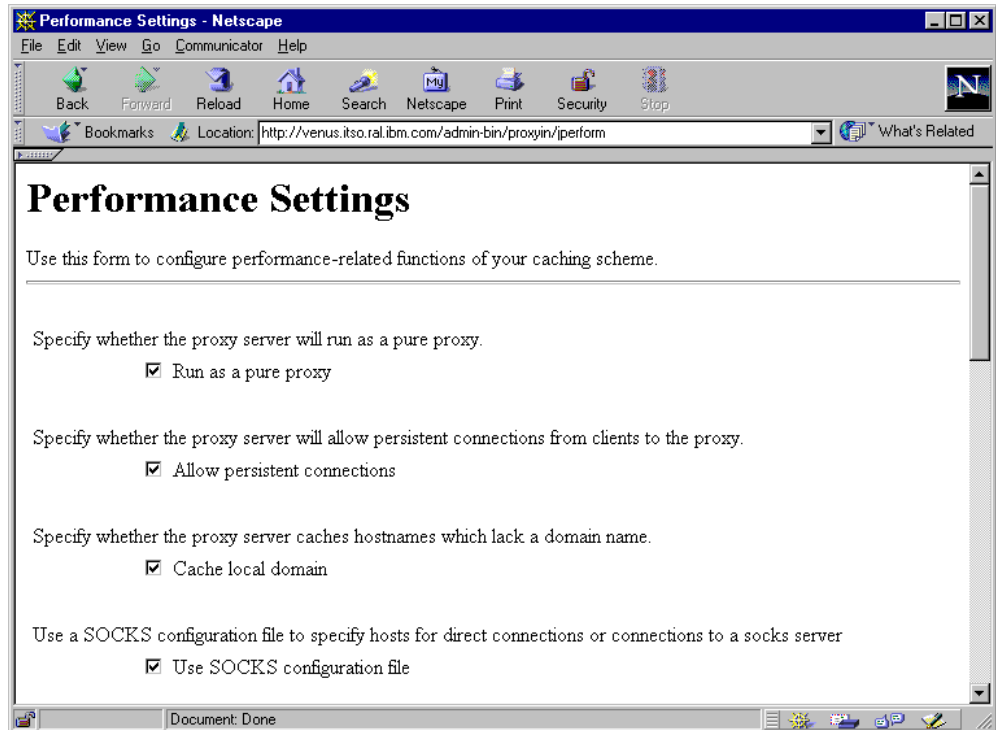 Performance Settings - Netscape
File Edit View Go Communicator Help
My
N
Back Forward Reload Home Search Netscape Print Security Stop
Bookmarks Location: http://venus.itso.ral.ibm.com/admin-bin/proxyin/jperform What's Related
Performance Settings
Use this form to configure performance-related functions of your caching scheme.
Specify whether the proxy server will run as a pure proxy.
Run as a pure proxy
Specify whether the proxy server will allow persistent connections from clients to the proxy.
Allow persistent connections
Specify whether the proxy server caches hostnames which lack a domain name.
Cache local domain
Use a SOCKS configuration file to specify hosts for direct connections or connections to a socks server
Use SOCKS configuration file
Document: Done